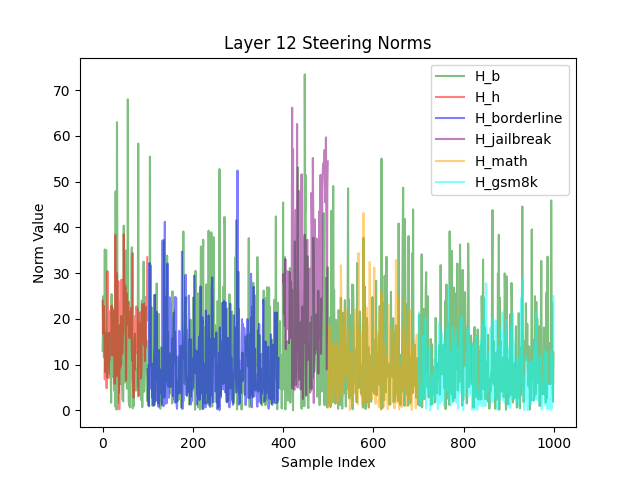 Layer 12 Steering Norms
Norm Value
70
60
50
40
30
20
10
0
0 200 400 600 800 1000
Sample Index
H_b
H_h
H_borderline
H_jailbreak
H_math
H_gsm8k